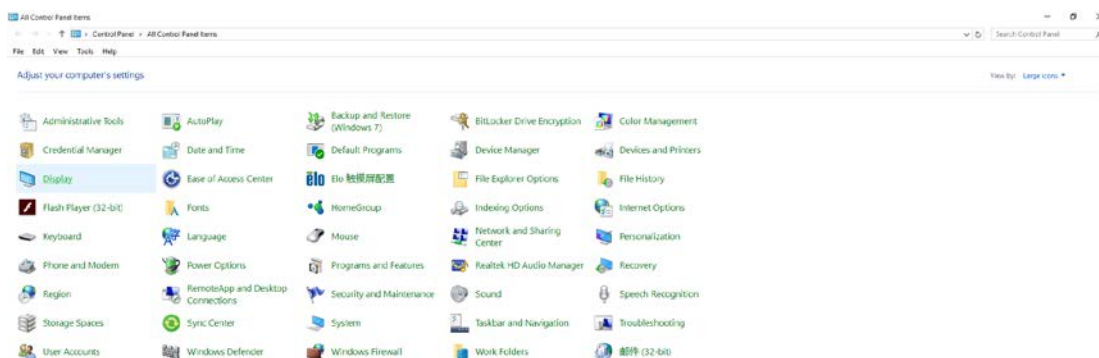 All Control Panel Items
Control Panel > All Control Panel Items
Search Control Panel
File Edit View Tools Help
Adjust your computer's settings
View by: Large icons
Administrative Tools
AutoPlay
Backup and Restore
(Windows 7)
BitLocker Drive Encryption
Color Management
Credential Manager
Date and Time
Default Programs
Device Manager
Devices and Printers
Display
Ease of Access Center
elo
Elo 触摸屏配置
File Explorer Options
File History
Flash Player (32-bit)
Fonts
HomeGroup
Indexing Options
Internet Options
Keyboard
Language
Mouse
Network and Sharing
Center
Personalization
Phone and Modem
Power Options
Programs and Features
Realtek HD Audio Manager
Recovery
Region
RemoteApp and Desktop
Connections
Security and Maintenance
Sound
Speech Recognition
Storage Spaces
Sync Center
System
Taskbar and Navigation
Troubleshooting
User Accounts
Windows Defender
Windows Firewall
Work Folders
邮件 (32-bit)